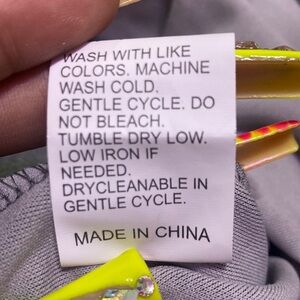 WASH WITH LIKE
COLORS. MACHINE
WASH COLD.
GENTLE CYCLE. DO
NOT BLEACH.
TUMBLE DRY LOW.
LOW IRON IF
NEEDED.
DRYCLEANABLE IN
GENTLE CYCLE.
MADE IN CHINA